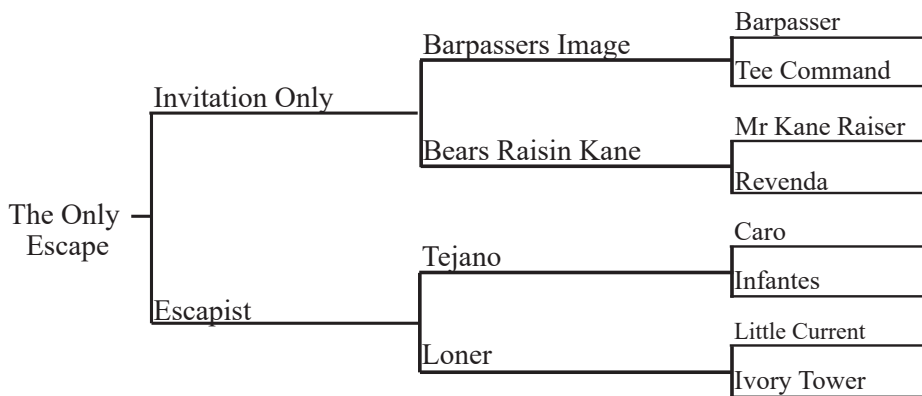 Barpasser
Barpassers Image
Tee Command
Invitation Only
Mr Kane Raiser
Bears Raisin Kane
Revenda
The Only
Escape
Caro
Tejano
Infantes
Escapist
Little Current
Loner
Ivory Tower